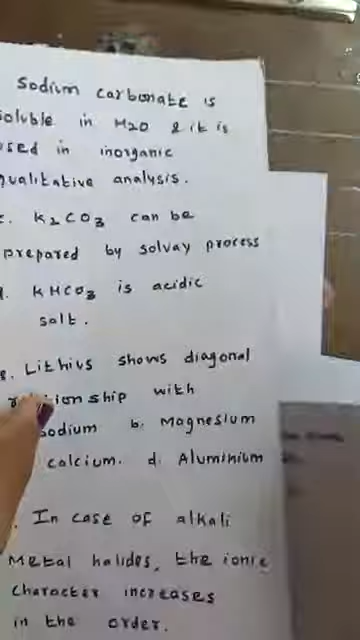 Sodium carbonate is
soluble in H2O & it is
used in inorganic
qualitative analysis.
c. K2CO3 can be
prepared by solvay process
d. KHCO3 is acidic
salt.
Lithius shows diagonal
with
sodium b. Magnesium
calcium. d. Aluminium
In case of alkali
Metal halides, the ionic
character increases
in the order.